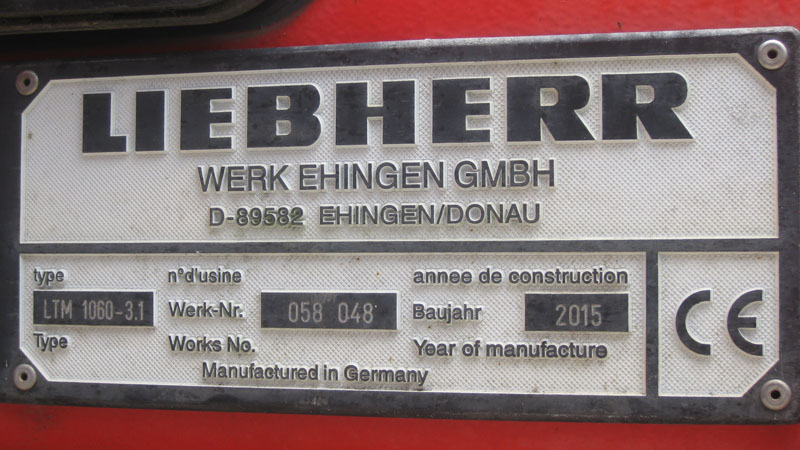 LIEBHERR
WERK EHINGEN GMBH
D-89582 EHINGEN/DONAU
type n°d'usine annee de construction
LTM 1060-3.1 Werk-Nr. 058 048 Baujahr 2015
Type Works No. Year of manufacture
Manufactured in Germany
CE